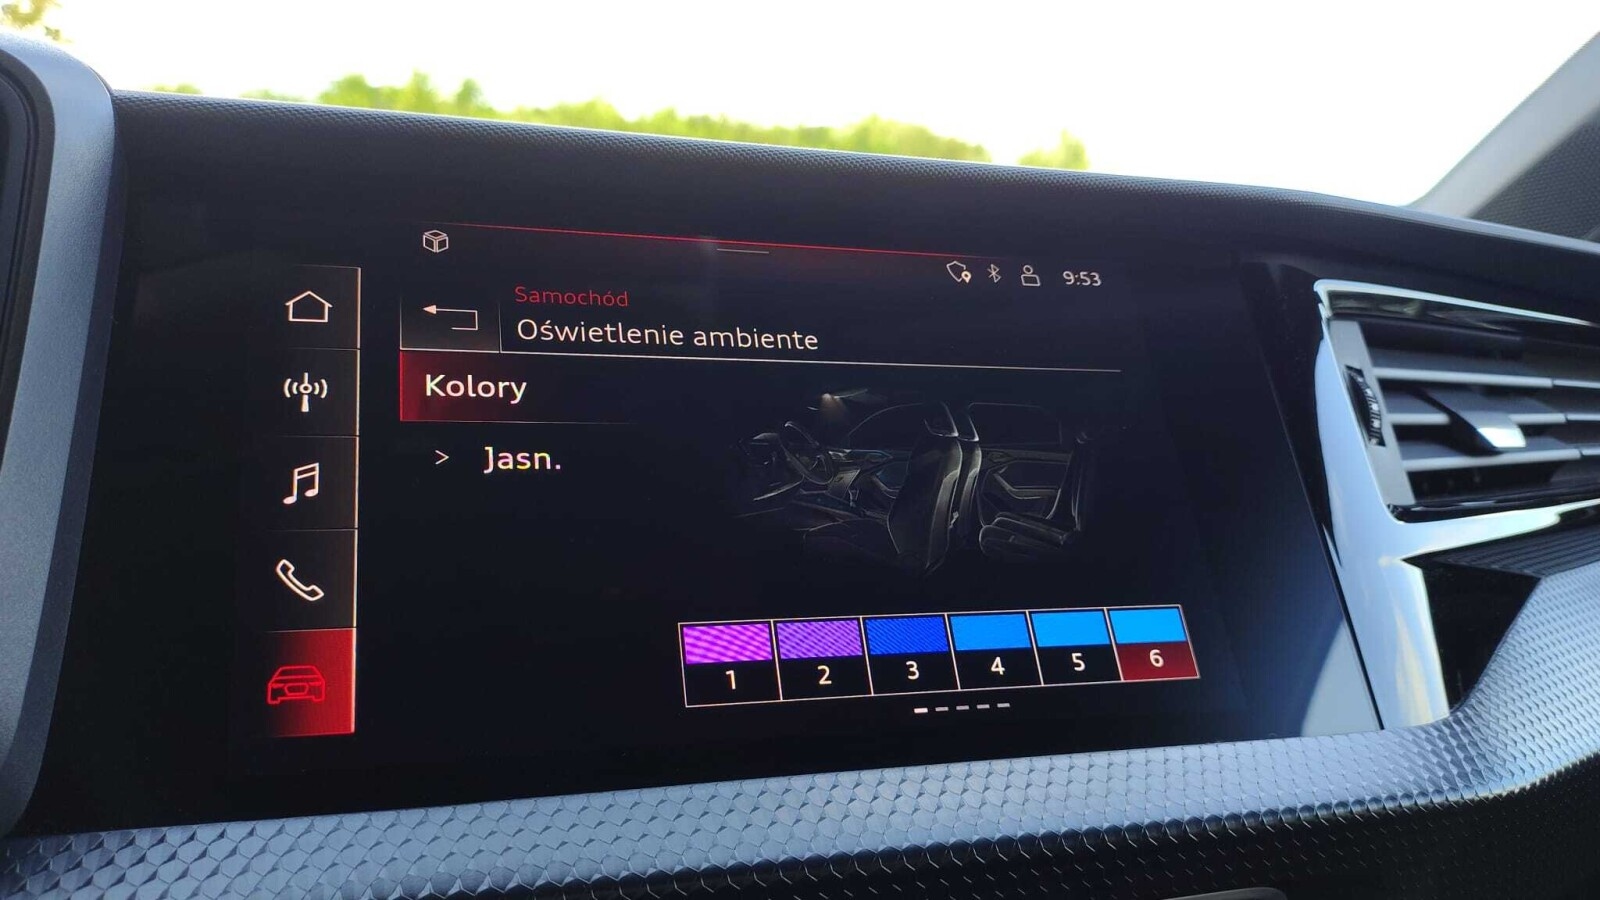 9:53
Samochód
Oświetlenie ambiente
Kolory
> Jasn.
1 2 3 4 5 6